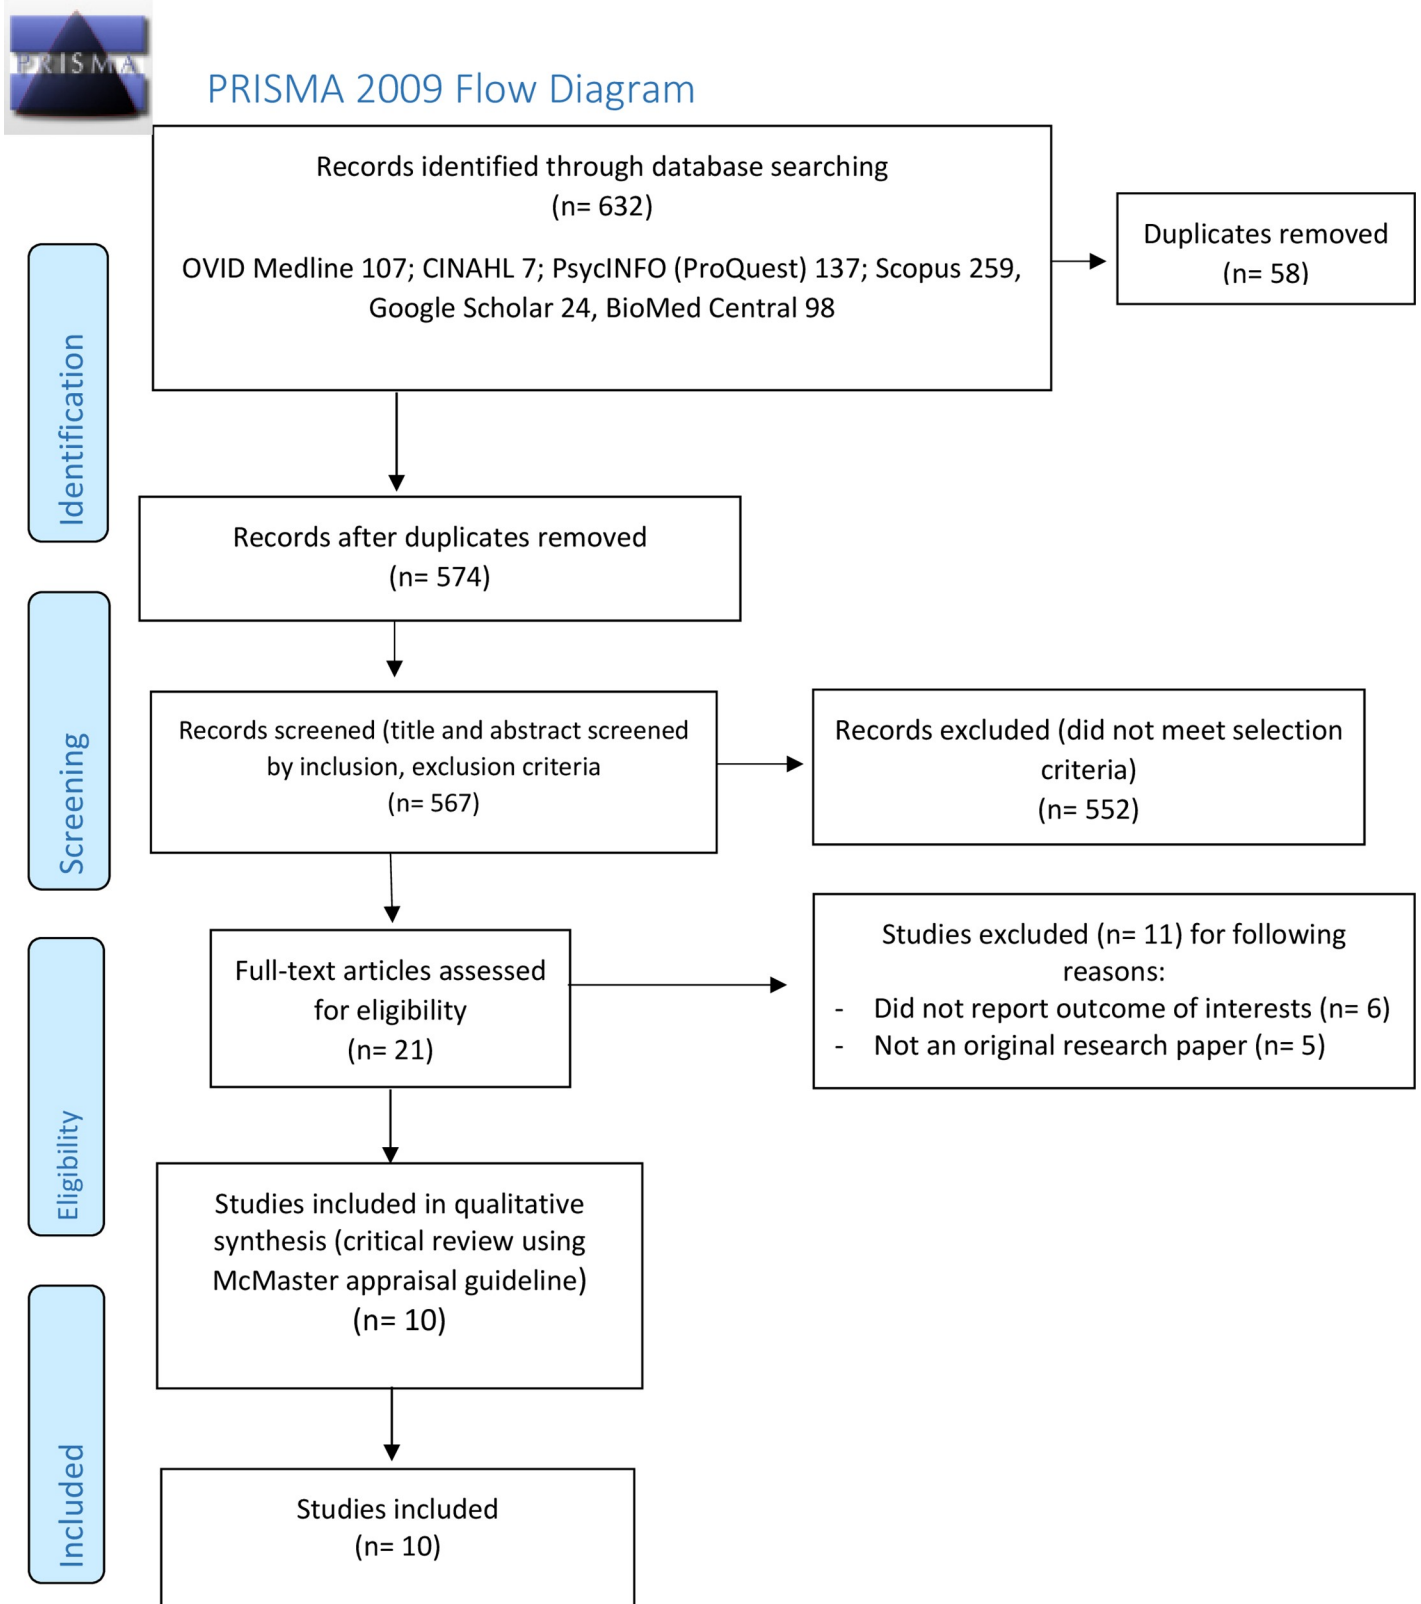 PRISMA
PRISMA 2009 Flow Diagram
Records identified through database searching
(n= 632)
OVID Medline 107; CINAHL 7; PsycINFO (ProQuest) 137; Scopus 259,
Google Scholar 24, BioMed Central 98
Duplicates removed
(n= 58)
Identification
Records after duplicates removed
(n= 574)
Screening
Records screened (title and abstract screened
by inclusion, exclusion criteria
(n= 567)
Records excluded (did not meet selection
criteria)
(n= 552)
Eligibility
Full-text articles assessed
for eligibility
(n= 21)
Studies excluded (n= 11) for following
reasons:
- Did not report outcome of interests (n= 6)
- Not an original research paper (n= 5)
Studies included in qualitative
synthesis (critical review using
McMaster appraisal guideline)
(n= 10)
Included
Studies included
(n= 10)